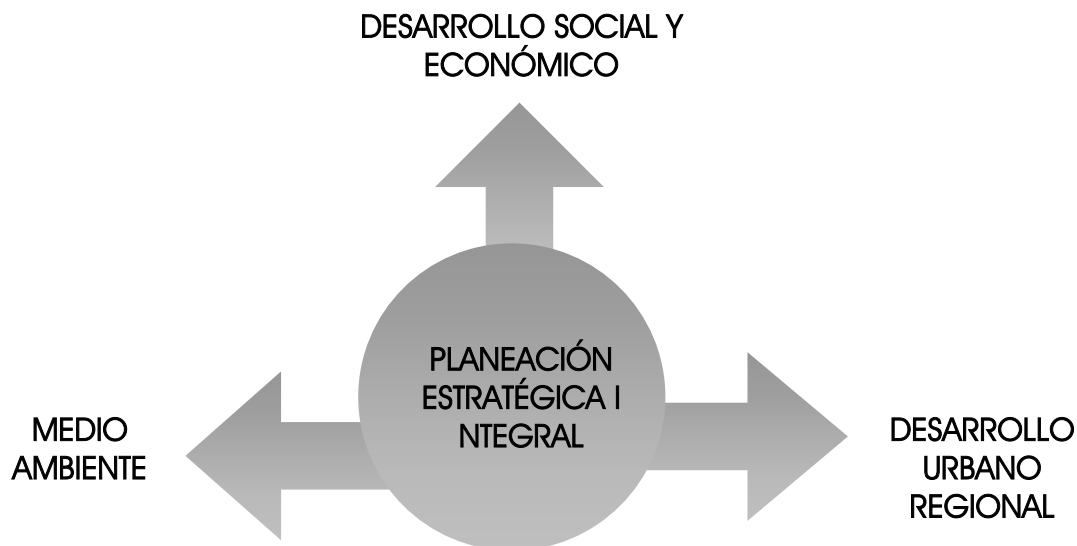 DESARROLLO SOCIAL Y
ECONÓMICO
PLANEACIÓN
ESTRATÉGICA I
NTEGRAL
MEDIO
AMBIENTE
DESARROLLO
URBANO
REGIONAL